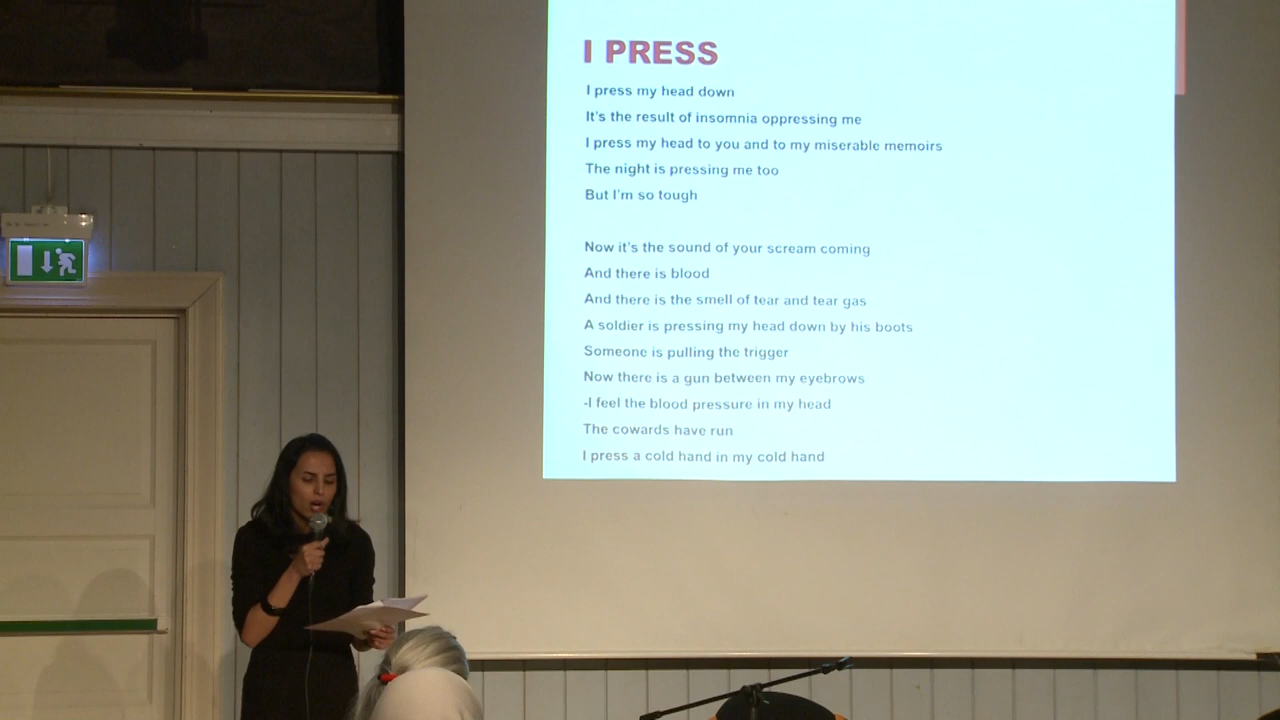 I PRESS
I press my head down
It's the result of insomnia oppressing me
I press my head to you and to my miserable memoirs
The night is pressing me too
But I'm so tough
Now it's the sound of your scream coming
And there is blood
And there is the smell of tear and tear gas
A soldier is pressing my head down by his boots
Someone is pulling the trigger
Now there is a gun between my eyebrows
-I feel the blood pressure in my head
The cowards have run
I press a cold hand in my cold hand